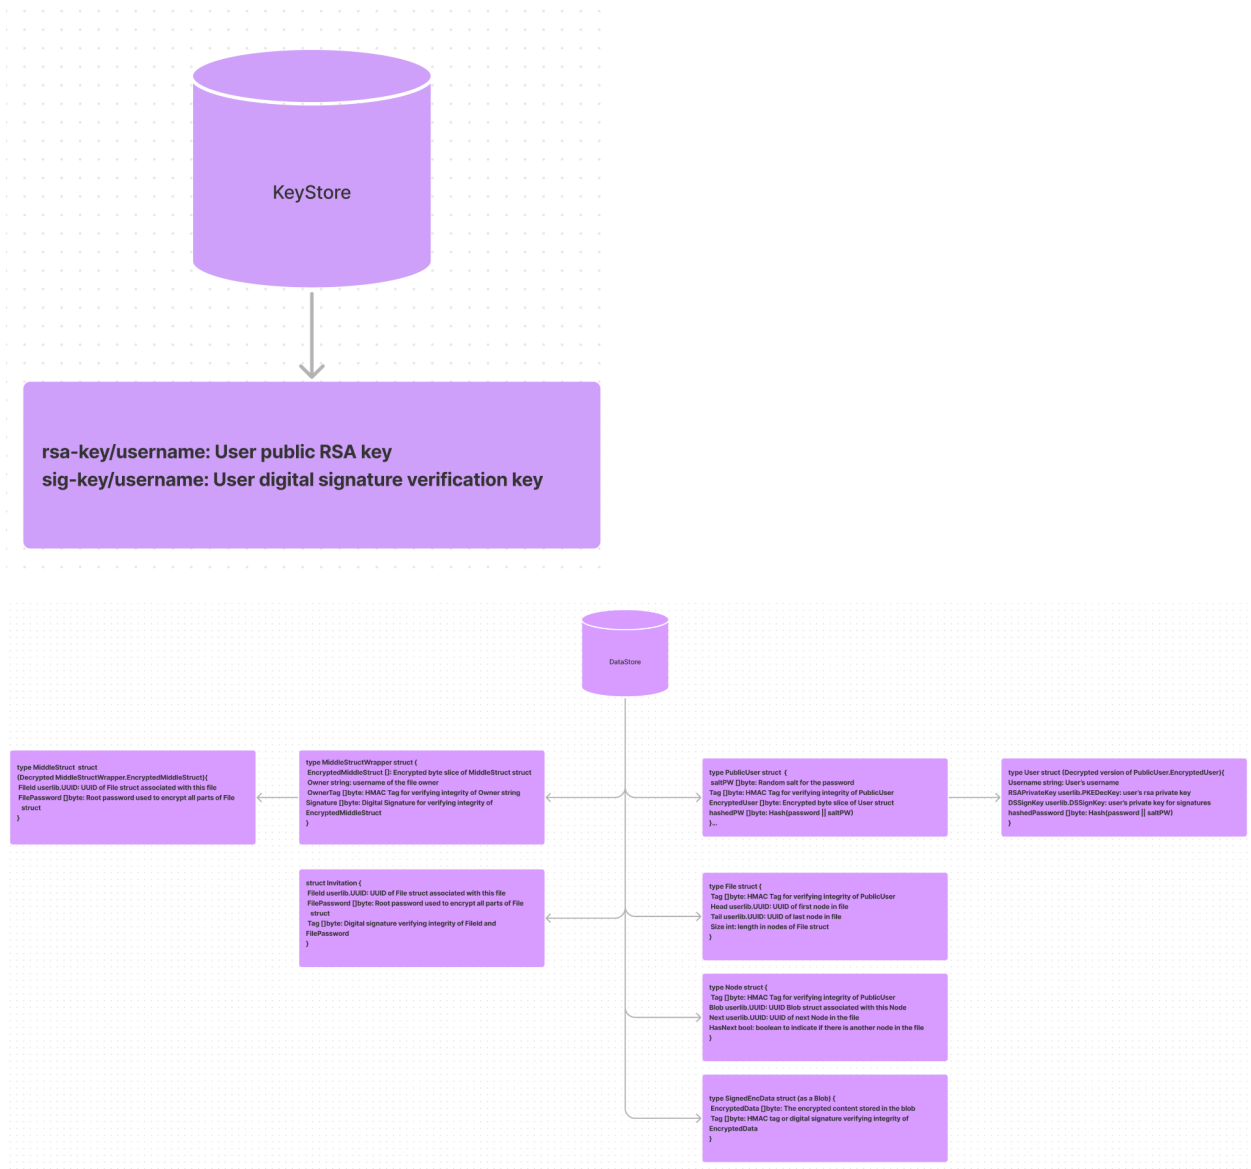 KeyStore
rsa-key/username: User public RSA key
sig-key/username: User digital signature verification key
DataStore
type MiddleStruct  struct
(Decrypted MiddleStructWrapper.EncryptedMiddleStruct){
FileId userlib.UUID: UUID of File struct associated with this file
FilePassword []byte: Root password used to encrypt all parts of File
struct
}
type MiddleStructWrapper struct {
EncryptedMiddleStruct []: Encrypted byte slice of MiddleStruct struct
Owner string: username of the file owner
OwnerTag []byte: HMAC Tag for verifying integrity of Owner string
Signature []byte: Digital Signature for verifying integrity of
EncryptedMiddleStruct
}
type PublicUser struct  {
saltPW []byte: Random salt for the password
Tag []byte: HMAC Tag for verifying integrity of PublicUser
EncryptedUser []byte: Encrypted byte slice of User struct
hashedPW []byte: Hash(password || saltPW)
}...
type User struct (Decrypted version of PublicUser.EncryptedUser){
Username string: User's username
RSAPrivateKey userlib.PKEDecKey: user's rsa private key
DSSignKey userlib.DSSignKey: user's private key for signatures
hashedPassword []byte: Hash(password || saltPW)
}
struct Invitation {
FileId userlib.UUID: UUID of File struct associated with this file
FilePassword []byte: Root password used to encrypt all parts of File
struct
Tag []byte: Digital signature verifying integrity of FileId and
FilePassword
}
type File struct {
Tag []byte: HMAC Tag for verifying integrity of PublicUser
Head userlib.UUID: UUID of first node in file
Tail userlib.UUID: UUID of last node in file
Size int: length in nodes of File struct
}
type Node struct {
Tag []byte: HMAC Tag for verifying integrity of PublicUser
Blob userlib.UUID: UUID Blob struct associated with this Node
Next userlib.UUID: UUID of next Node in the file
HasNext bool: boolean to indicate if there is another node in the file
}
type SignedEncData struct (as a Blob) {
EncryptedData []byte: The encrypted content stored in the blob
Tag []byte: HMAC tag or digital signature verifying integrity of
EncryptedData
}